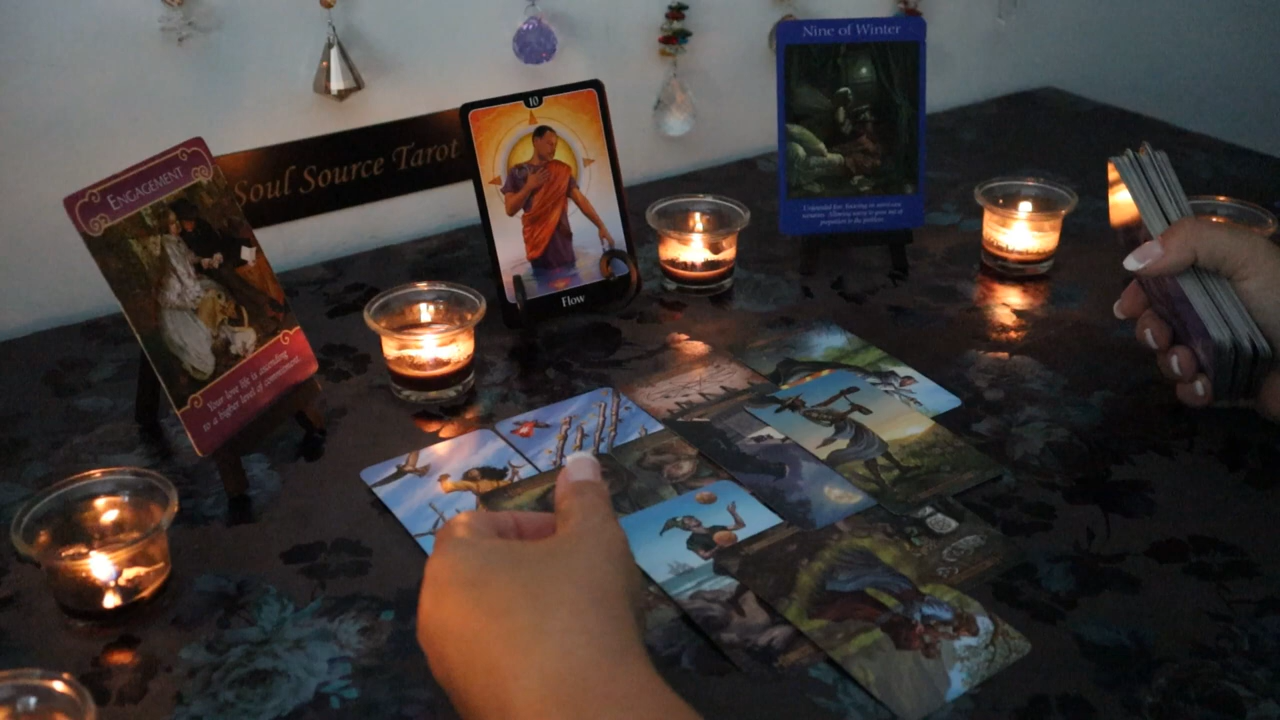 Nine of Winter
10
Soul Source Tarot
ENGAGEMENT
Flow
Your love life is ascending
to a higher level of commitment.